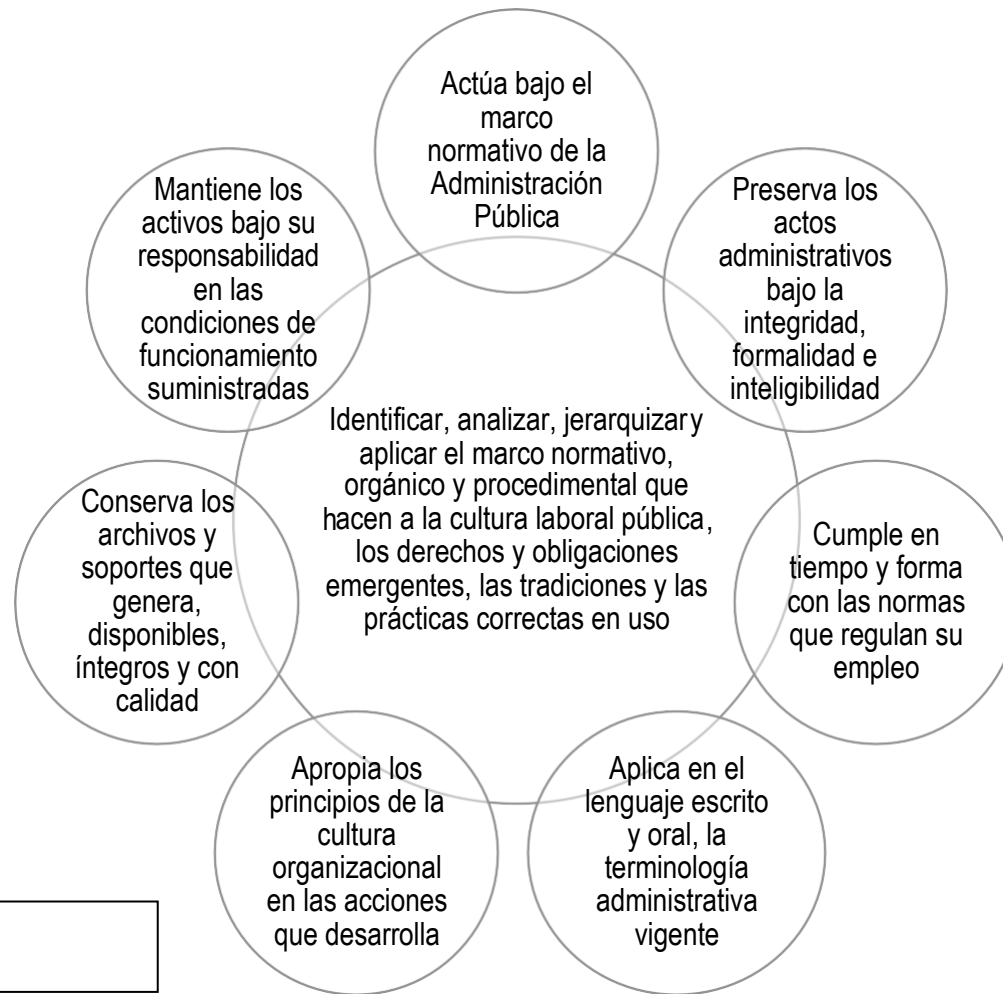 Actúa bajo el
marco
normativo de la
Administración
Pública
Preserva los
actos
administrativos
bajo la
integridad,
formalidad e
inteligibilidad
Cumple en
tiempo y forma
con las normas
que regulan su
empleo
Aplica en el
lenguaje escrito
y oral, la
terminología
administrativa
vigente
Apropia los
principios de la
cultura
organizacional
en las acciones
que desarrolla
Conserva los
archivos y
soportes que
genera,
disponibles,
íntegros y con
calidad
Mantiene los
activos bajo su
responsabilidad
en las
condiciones de
funcionamiento
suministradas
Identificar, analizar, jerarquizar y
aplicar el marco normativo,
orgánico y procedimental que
hacen a la cultura laboral pública,
los derechos y obligaciones
emergentes, las tradiciones y las
prácticas correctas en uso